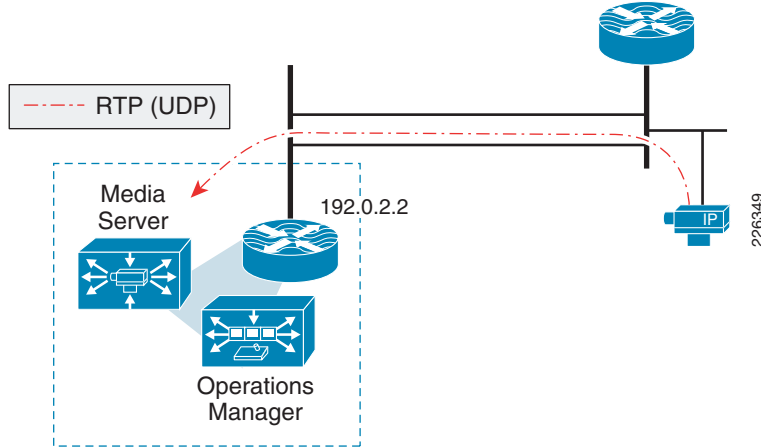 RTP (UDP)
Media
Server
192.0.2.2
IP
226349
Operations
Manager